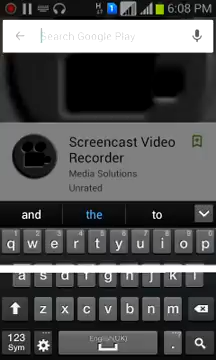 H 1 6:08 PM
Search Google Play
Screencast Video
Recorder
Media Solutions
Unrated
and the to
q w e r t y u i o p
a s d f g h j k l
z x c v b n m
123
Sym English(UK) .